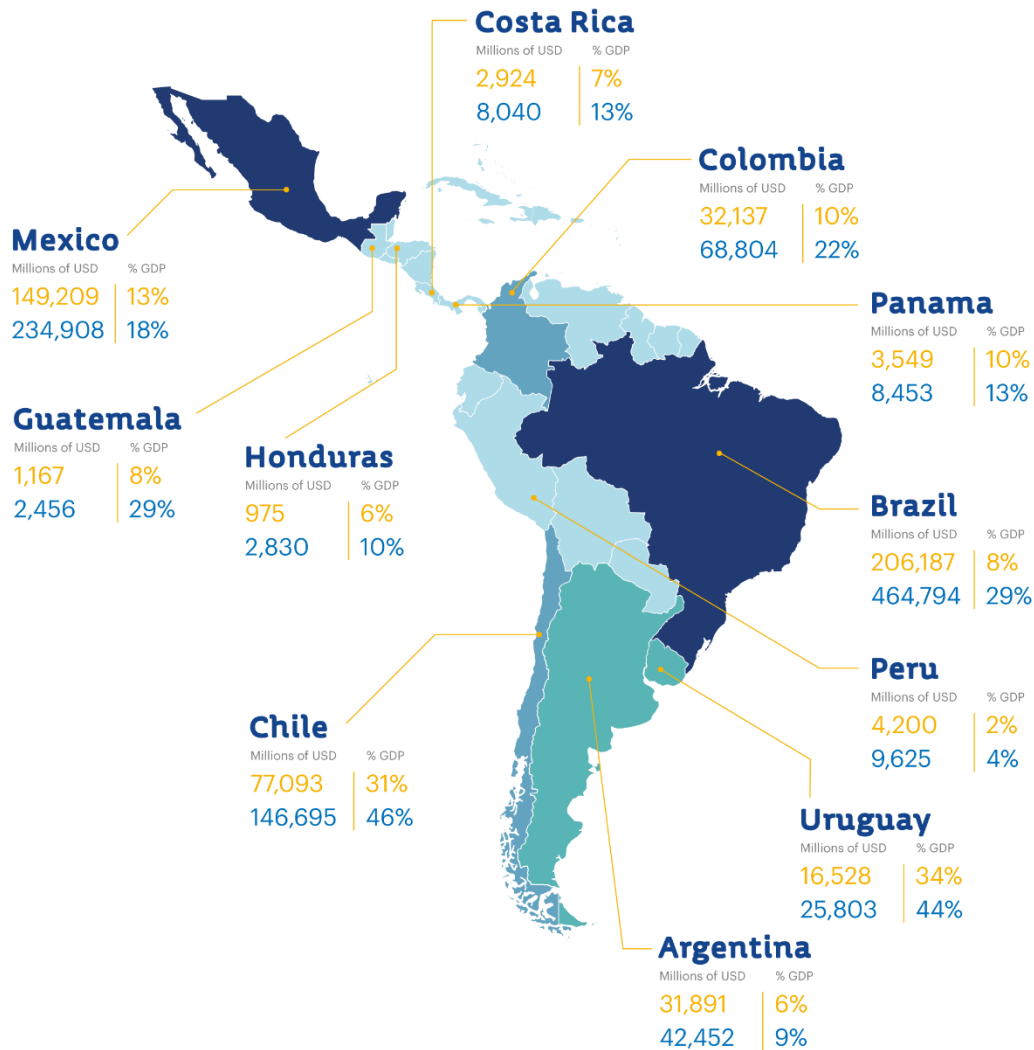 Costa Rica
Millions of USD % GDP
2,924 7%
8,040 13%
Colombia
Millions of USD % GDP
32,137 10%
68,804 22%
Mexico
Millions of USD % GDP
149,209 13%
234,908 18%
Panama
Millions of USD % GDP
3,549 10%
8,453 13%
Guatemala
Millions of USD % GDP
1,167 8%
2,456 29%
Honduras
Millions of USD % GDP
975 6%
2,830 10%
Brazil
Millions of USD % GDP
206,187 8%
464,794 29%
Peru
Millions of USD % GDP
4,200 2%
9,625 4%
Chile
Millions of USD % GDP
77,093 31%
146,695 46%
Uruguay
Millions of USD % GDP
16,528 34%
25,803 44%
Argentina
Millions of USD % GDP
31,891 6%
42,452 9%